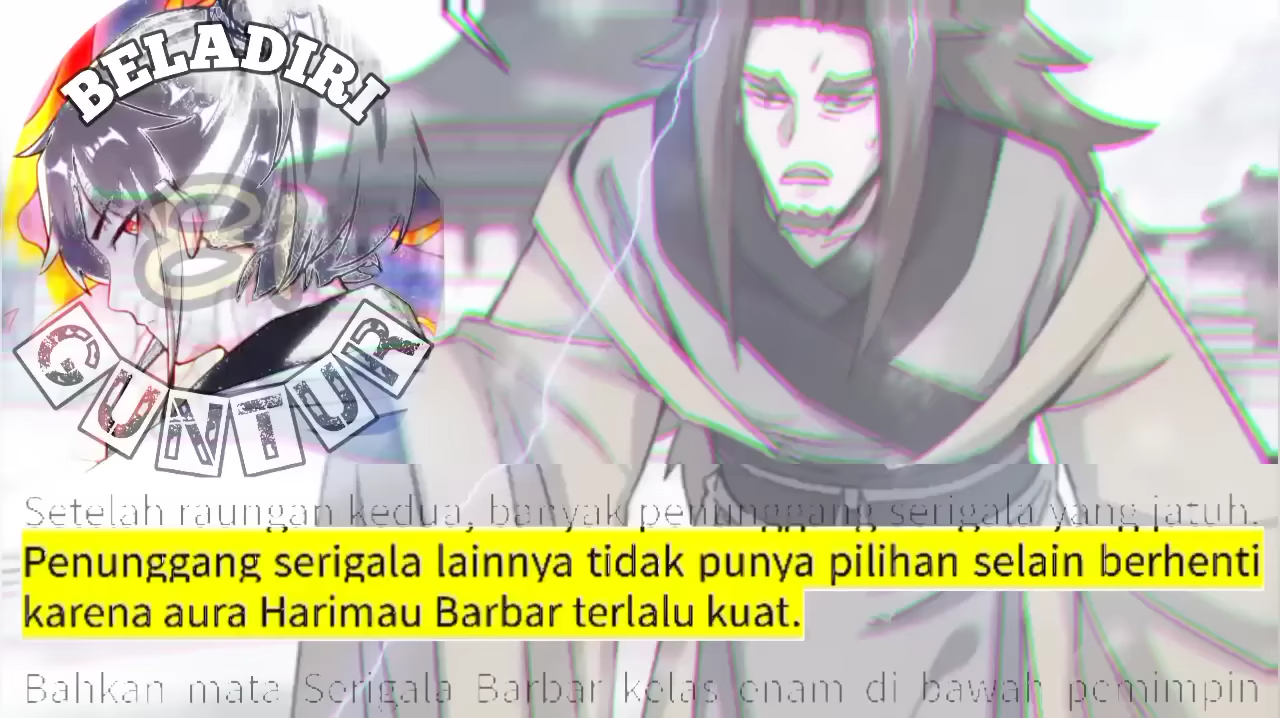 BELADIRI
GUNTUR
Setelah raungan kedua, banyak penunggang serigala yang jatuh.
Penunggang serigala lainnya tidak punya pilihan selain berhenti
karena aura Harimau Barbar terlalu kuat.
Bahkan mata Serigala Barbar kelas enam di bawah pemimpin